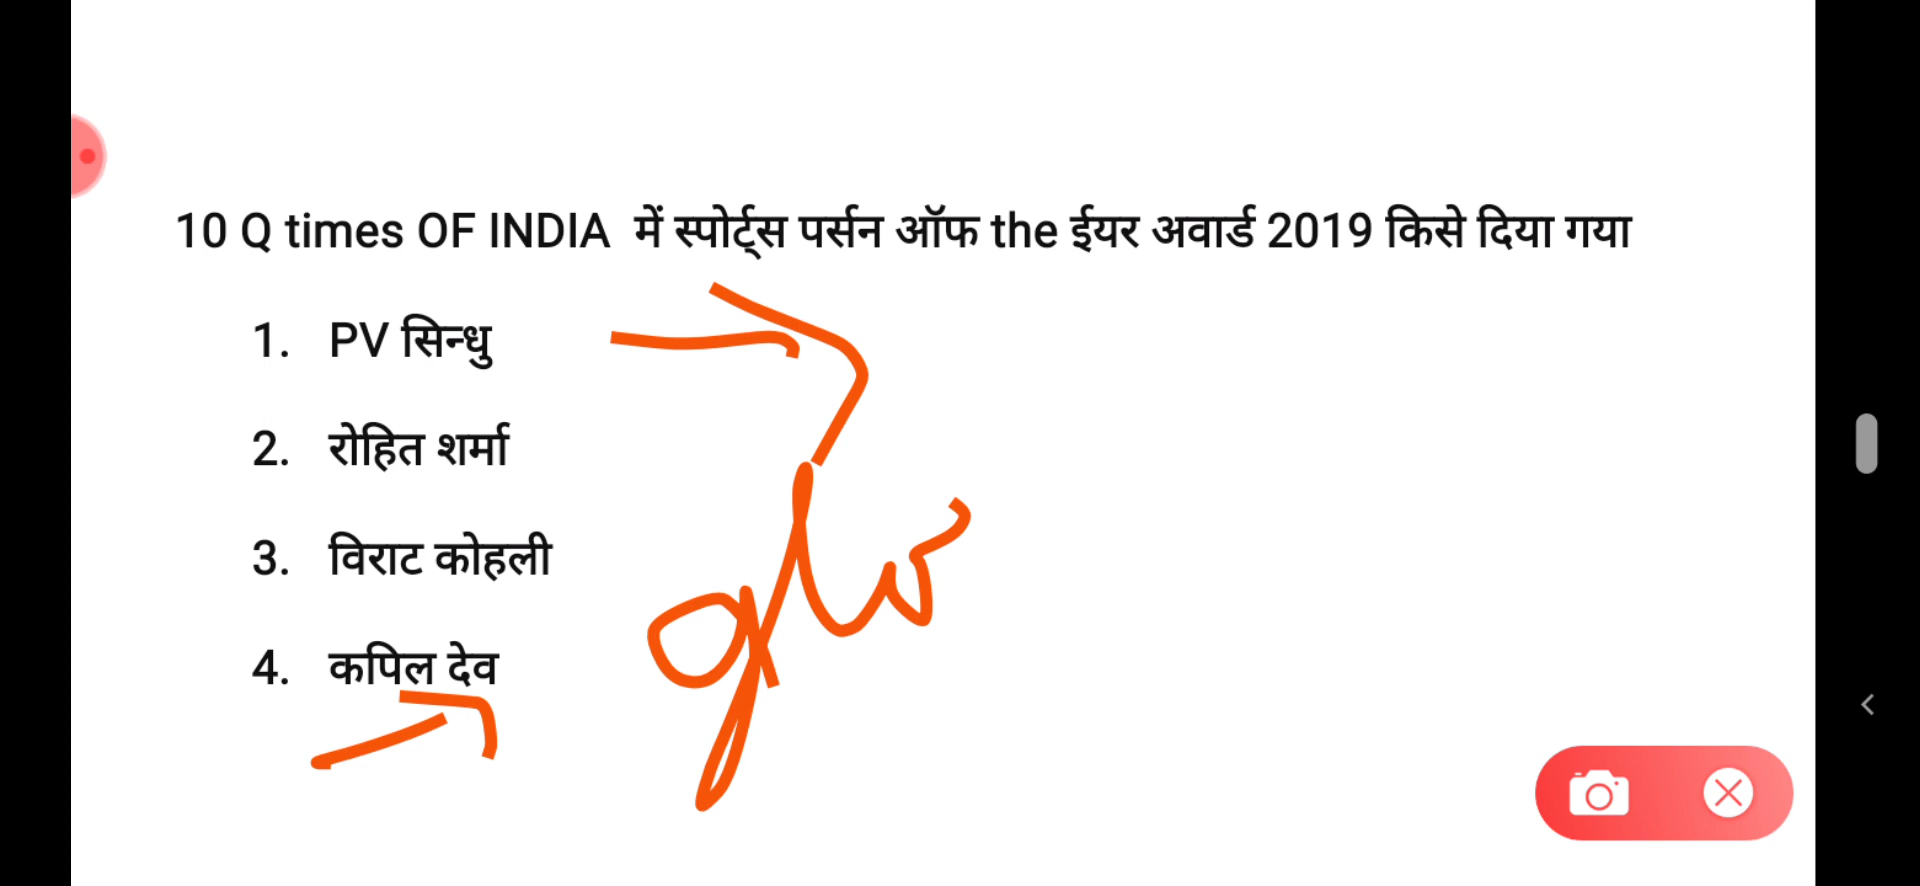 10 Q times OF INDIA में स्पोर्ट्स पर्सन ऑफ the ईयर अवार्ड 2019 किसे दिया गया
1. PV सिन्धु
2. रोहित शर्मा
3. विराट कोहली
4. कपिल देव